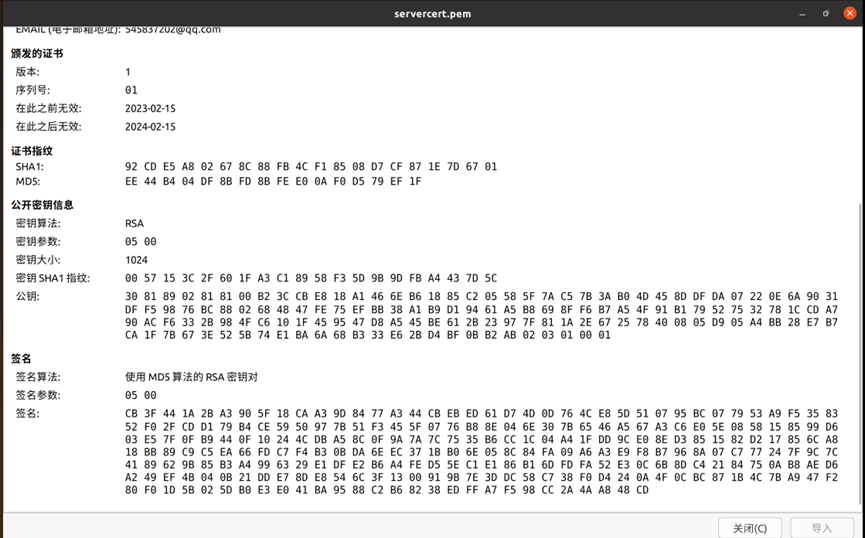 servercert.pem
EMAIL (电子邮箱地址): 545837202@qq.com
颁发的证书
版本: 1
序列号: 01
在此之前无效: 2023-02-15
在此之后无效: 2024-02-15
证书指纹
SHA1: 92 CD E5 A8 02 67 8C 88 FB 4C F1 85 08 D7 CF 87 1E 7D 67 01
MD5: EE 44 B4 04 DF 8B FD 8B FE E0 0A F0 D5 79 EF 1F
公开密钥信息
密钥算法: RSA
密钥参数: 05 00
密钥大小: 1024
密钥 SHA1 指纹: 00 57 15 3C 2F 60 1F A3 C1 89 58 F3 5D 9B 9D FB A4 43 7D 5C
公钥: 30 81 89 02 81 81 00 B2 3C CB E8 18 A1 46 6E B6 18 85 C2 05 58 5F 7A C5 7B 3A B0 4D 45 8D DF DA 07 22 0E 6A 90 31
DF F5 98 76 BC 88 02 68 48 47 FE 75 EF BB 38 A1 B9 D1 94 61 A5 B8 69 8F F6 B7 A5 4F 91 B1 79 52 75 32 78 1C CD A7
90 AC F6 33 2B 98 4F C6 10 1F 45 95 47 D8 A5 45 BE 61 2B 23 97 7F 81 1A 2E 67 25 78 40 08 05 D9 05 A4 BB 28 E7 B7
CA 1F 7B 67 3E 52 5B 74 E1 BA 6A 68 B3 33 E6 2B D4 BF 0B B2 AB 02 03 01 00 01
签名
签名算法: 使用 MD5 算法的 RSA 密钥对
签名参数: 05 00
签名: CB 3F 44 1A 2B A3 90 5F 18 CA A3 9D 84 77 A3 44 CB EB ED 61 D7 4D 0D 76 4C E8 5D 51 07 95 BC 07 79 53 A9 F5 35 83
52 F0 2F CD D1 79 B4 CE 59 50 97 7B 51 F3 45 5F 07 76 B8 8E 04 6E 30 7B 65 46 A5 67 A3 C6 E0 5E 08 58 15 85 99 D6
03 E5 7F 0F B9 44 0F 10 24 4C DB A5 8C 0F 9A 7A 7C 75 35 B6 CC 1C 04 A4 1F DD 9C E0 8E D3 85 15 82 D2 17 85 6C A8
18 BB 89 C9 C5 EA 66 FD C7 F4 B3 0B DA 6E EC 37 1B B0 6E 05 8C 84 FA 09 A6 A3 E9 F8 B7 96 8A 07 C7 77 24 7F 9C 7C
41 89 62 9B 85 B3 A4 99 63 29 E1 DF E2 B6 A4 FE D5 5E C1 E1 86 B1 6D FD FA 52 E3 0C 6B 8D C4 21 84 75 0A B8 AE D6
A2 49 EF 4B 04 0B 21 DD E7 8D E8 54 6C 3F 13 00 91 9B 7E 3D DC 58 C7 38 F0 D4 24 0A 4F 0C BC 87 1B 4C 7B A9 47 F2
80 F0 1D 5B 02 5D B0 E3 E0 41 BA 95 88 C2 B6 82 38 ED FF A7 F5 98 CC 2A 4A A8 48 CD
关闭(C) 导入